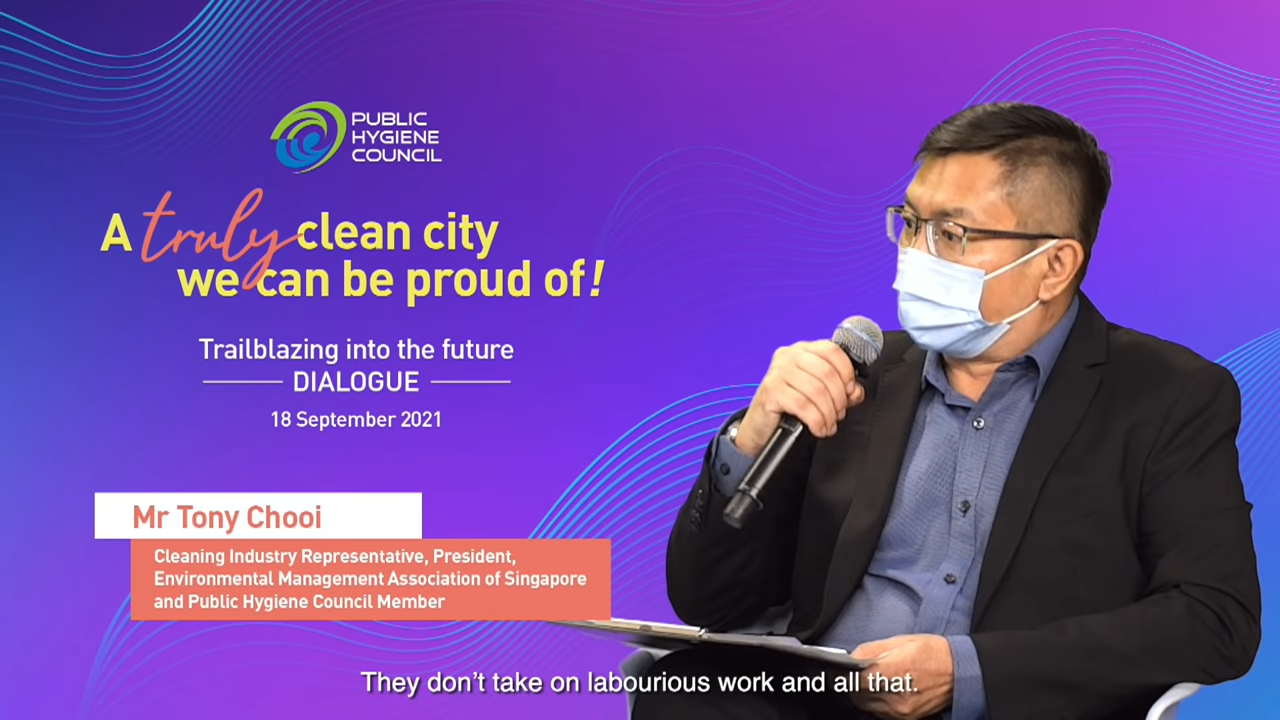 PUBLIC
HYGIENE
COUNCIL
A truly clean city
we can be proud of!
Trailblazing into the future
DIALOGUE
18 September 2021
Mr Tony Chooi
Cleaning Industry Representative, President,
Environmental Management Association of Singapore
and Public Hygiene Council Member
They don't take on labourious work and all that.